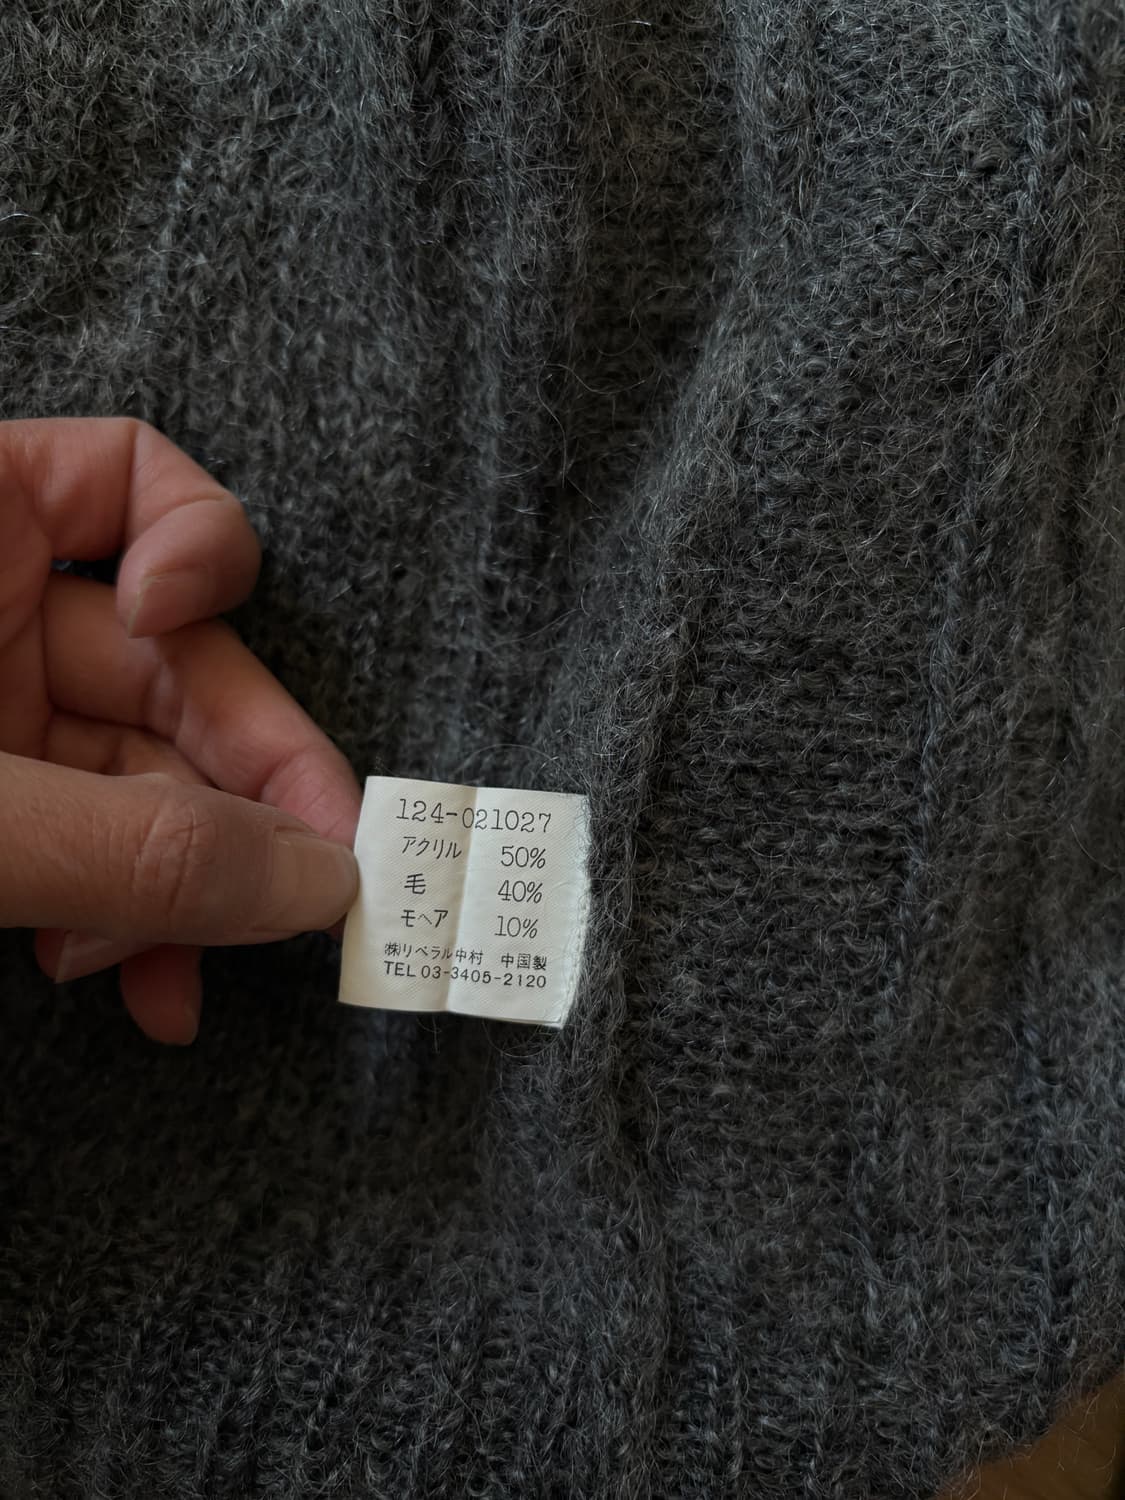 124-021027
アクリル 50%
毛 40%
モヘア 10%
㈱リベラル中村 中国製
TEL 03-3405-2120